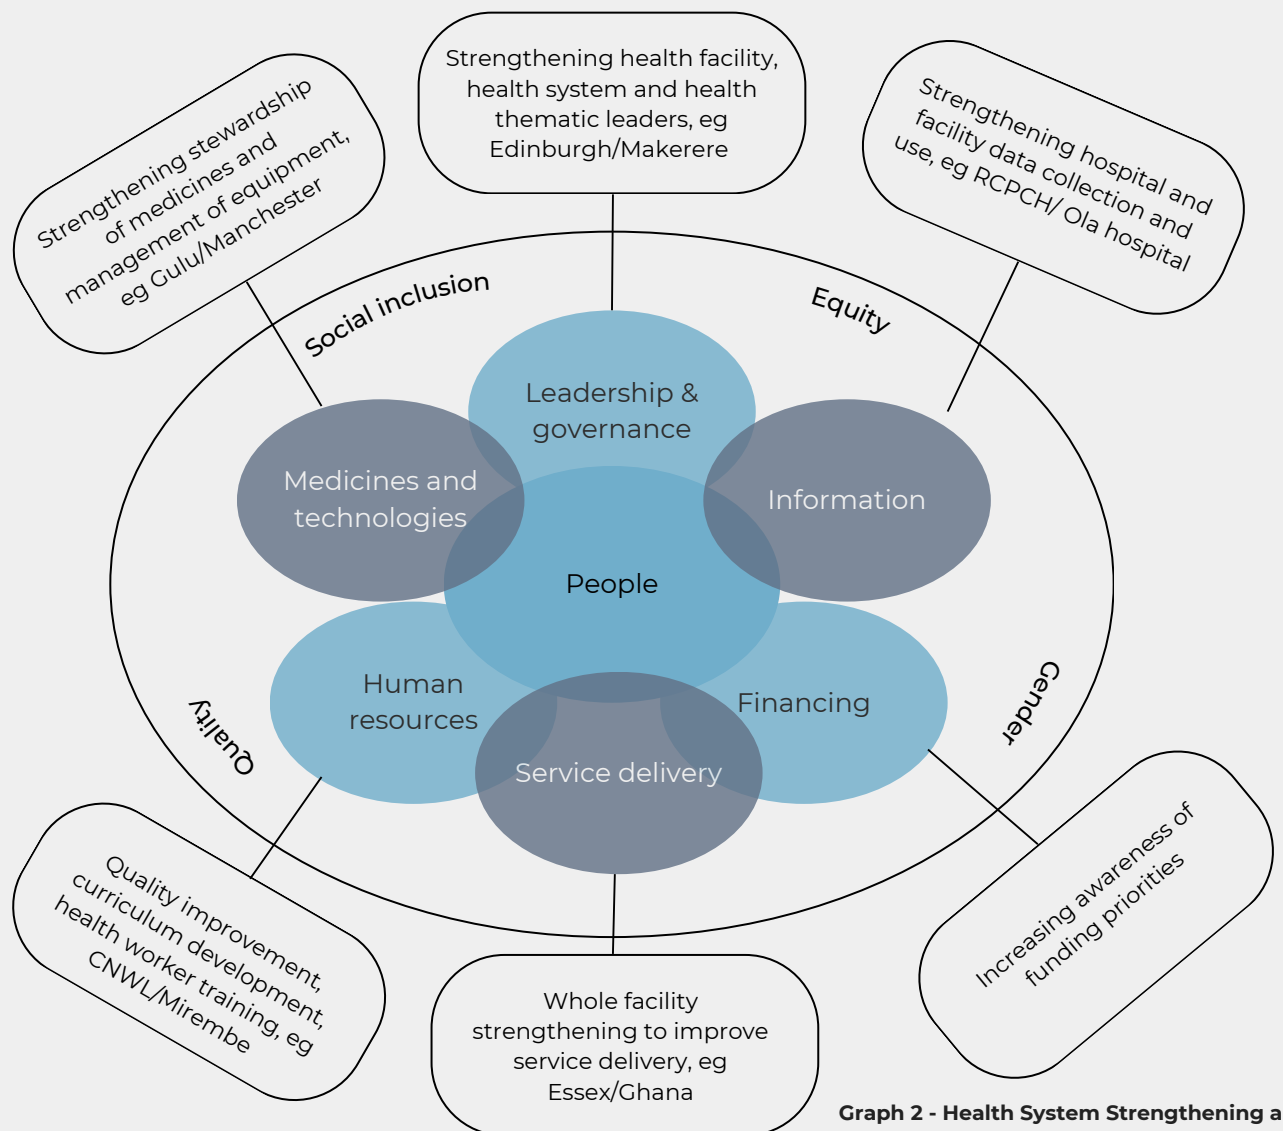 Strengthening health facility,
health system and health
thematic leaders, eg
Edinburgh/Makerere
Strengthening stewardship
of medicines and
management of equipment,
eg Gulu/Manchester
Strengthening hospital and
facility data collection and
use, eg RCPCH/ Ola hospital
Social inclusion
Equity
Leadership &
governance
Medicines and
technologies
Information
People
Human
resources
Financing
Service delivery
Quality
Gender
Quality improvement,
curriculum development,
health worker training, eg
CNWL/Mirembe
Increasing awareness of
funding priorities
Whole facility
strengthening to improve
service delivery, eg
Essex/Ghana
Graph 2 - Health System Strengthening a